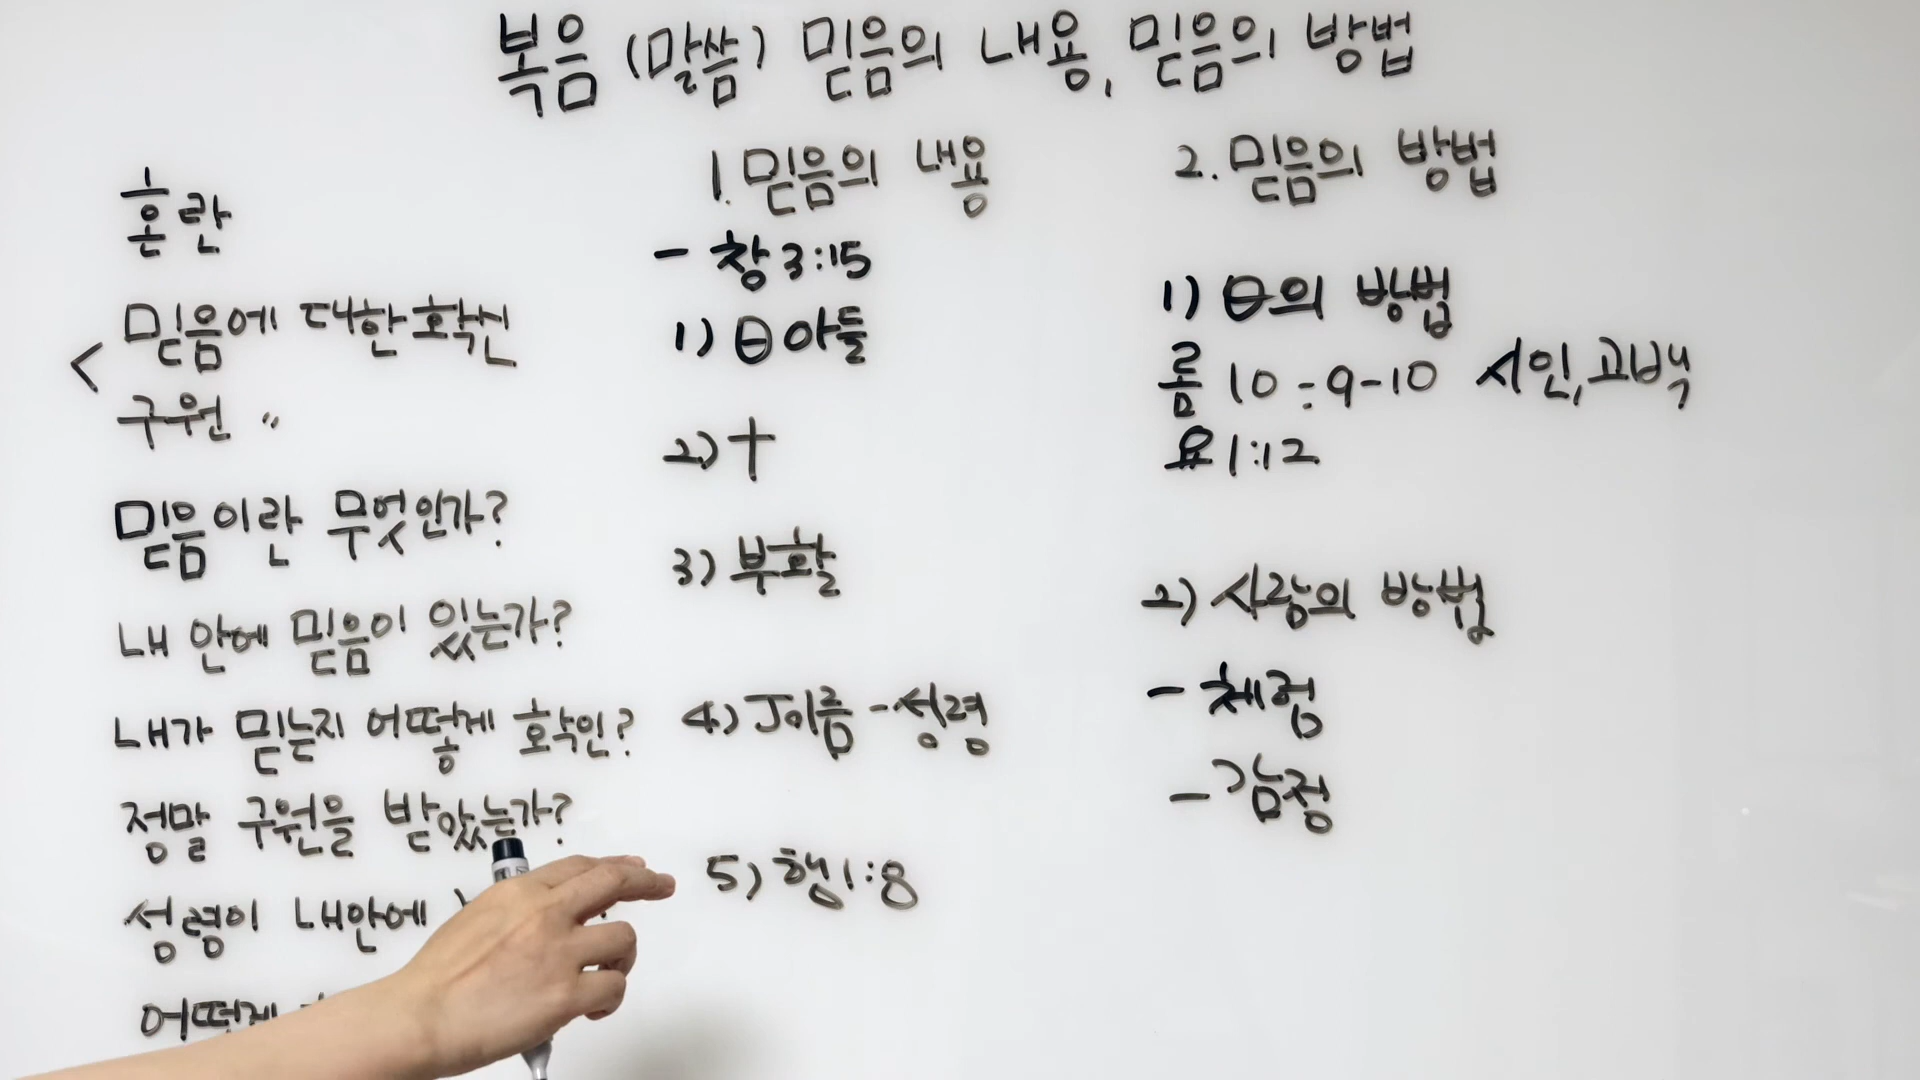 복음 (말씀) 믿음의 내용, 믿음의 방법
혼란
< 믿음에 대한 확신
구원 〃
믿음이란 무엇인가?
내 안에 믿음이 있는가?
내가 믿는지 어떻게 확인?
정말 구원을 받았는가?
성령이 내안에
어떻게
1. 믿음의 내용
- 창 3:15
1) ㊀ 아들
2) †
3) 부활
4) J이름 - 성령
5) 행 1:8
2. 믿음의 방법
1) ㊀의 방법
롬 10:9-10 시인, 고백
요 1:12
2) 사람의 방법
- 체험
- 감정